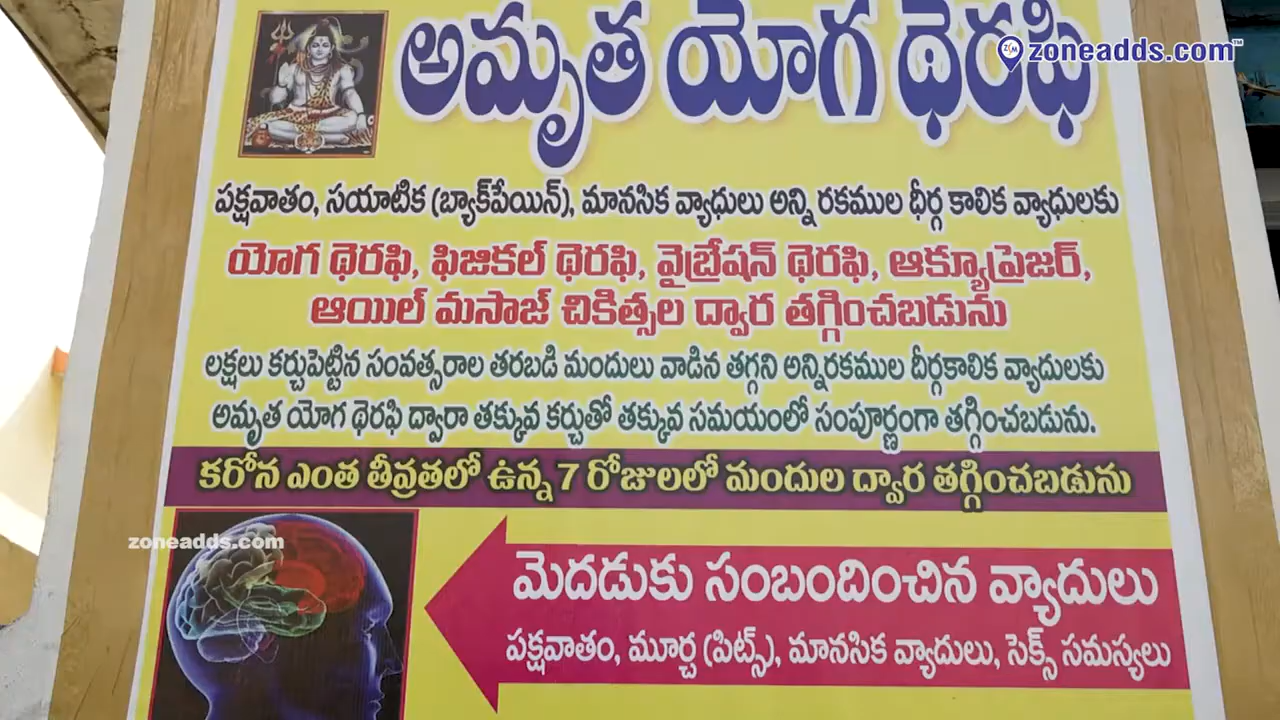 zoneadds.com™
అమృత యోగ థెరఫి
పక్షవాతం, సయాటిక (బ్యాక్‌పేయిన్), మానసిక వ్యాధులు అన్ని రకముల ధీర్గ కాలిక వ్యాధులకు
యోగ థెరఫి, ఫిజికల్ థెరఫి, వైబ్రేషన్ థెరఫి, ఆక్యూప్రెజర్,
ఆయిల్ మసాజ్ చికిత్సల ద్వార తగ్గించబడును
లక్షలు కర్చుపెట్టిన సంవత్సరాల తరబడి మందులు వాడిన తగ్గని అన్నిరకముల దీర్గకాలిక వ్యాదులకు
అమృత యోగ థెరఫి ద్వారా తక్కువ కర్చుతో తక్కువ సమయంలో సంపూర్ణంగా తగ్గించబడును.
కరోన ఎంత తీవ్రతలో ఉన్న 7 రోజులలో మందుల ద్వార తగ్గించబడును
zoneadds.com
మెదడుకు సంబందించిన వ్యాదులు
పక్షవాతం, మూర్చ (పిట్స్), మానసిక వ్యాదులు, సెక్స్ సమస్యలు